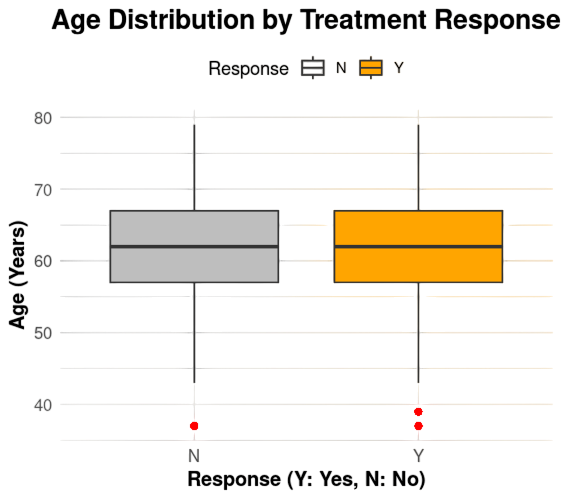 Age Distribution by Treatment Response
Response N Y
80
70
60
50
40
Age (Years)
N Y
Response (Y: Yes, N: No)